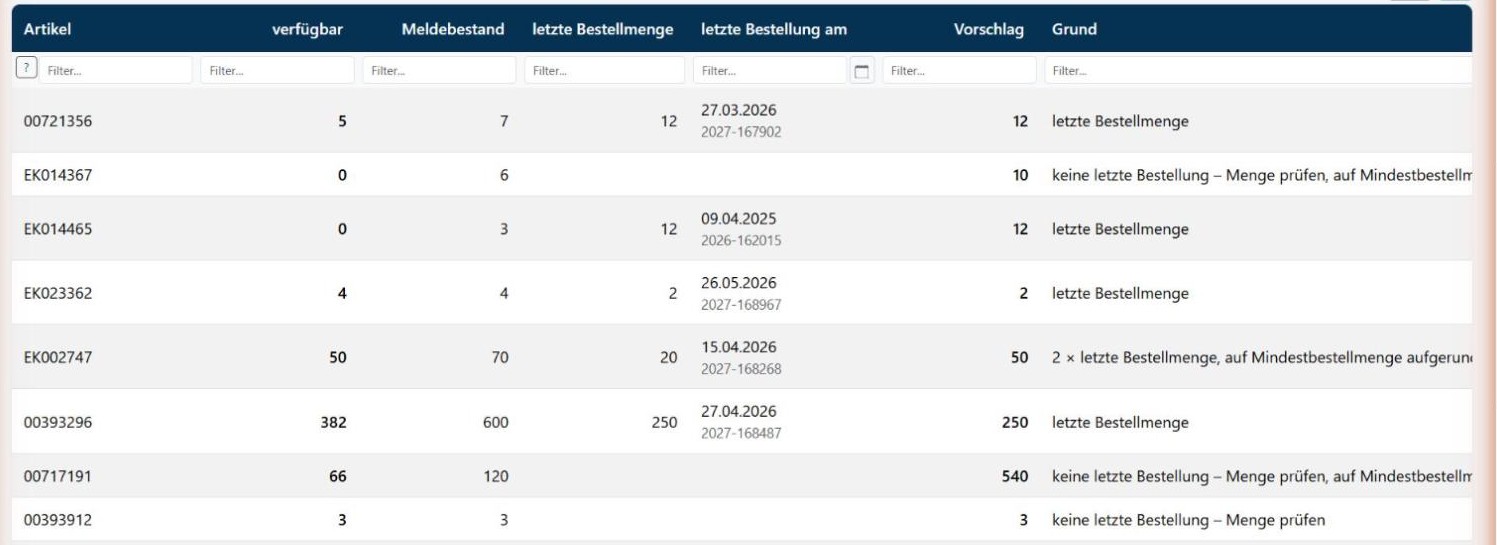 Artikel verfügbar Meldebestand letzte Bestellmenge letzte Bestellung am Vorschlag Grund
? Filter... Filter... Filter... Filter... Filter... Filter... Filter...
00721356 5 7 12 27.03.2026 12 letzte Bestellmenge
2027-167902
EK014367 0 6 10 keine letzte Bestellung – Menge prüfen, auf Mindestbestellm
EK014465 0 3 12 09.04.2025 12 letzte Bestellmenge
2026-162015
EK023362 4 4 2 26.05.2026 2 letzte Bestellmenge
2027-168967
EK002747 50 70 20 15.04.2026 50 2 × letzte Bestellmenge, auf Mindestbestellmenge aufgerun
2027-168268
00393296 382 600 250 27.04.2026 250 letzte Bestellmenge
2027-168487
00717191 66 120 540 keine letzte Bestellung – Menge prüfen, auf Mindestbestellm
00393912 3 3 3 keine letzte Bestellung – Menge prüfen